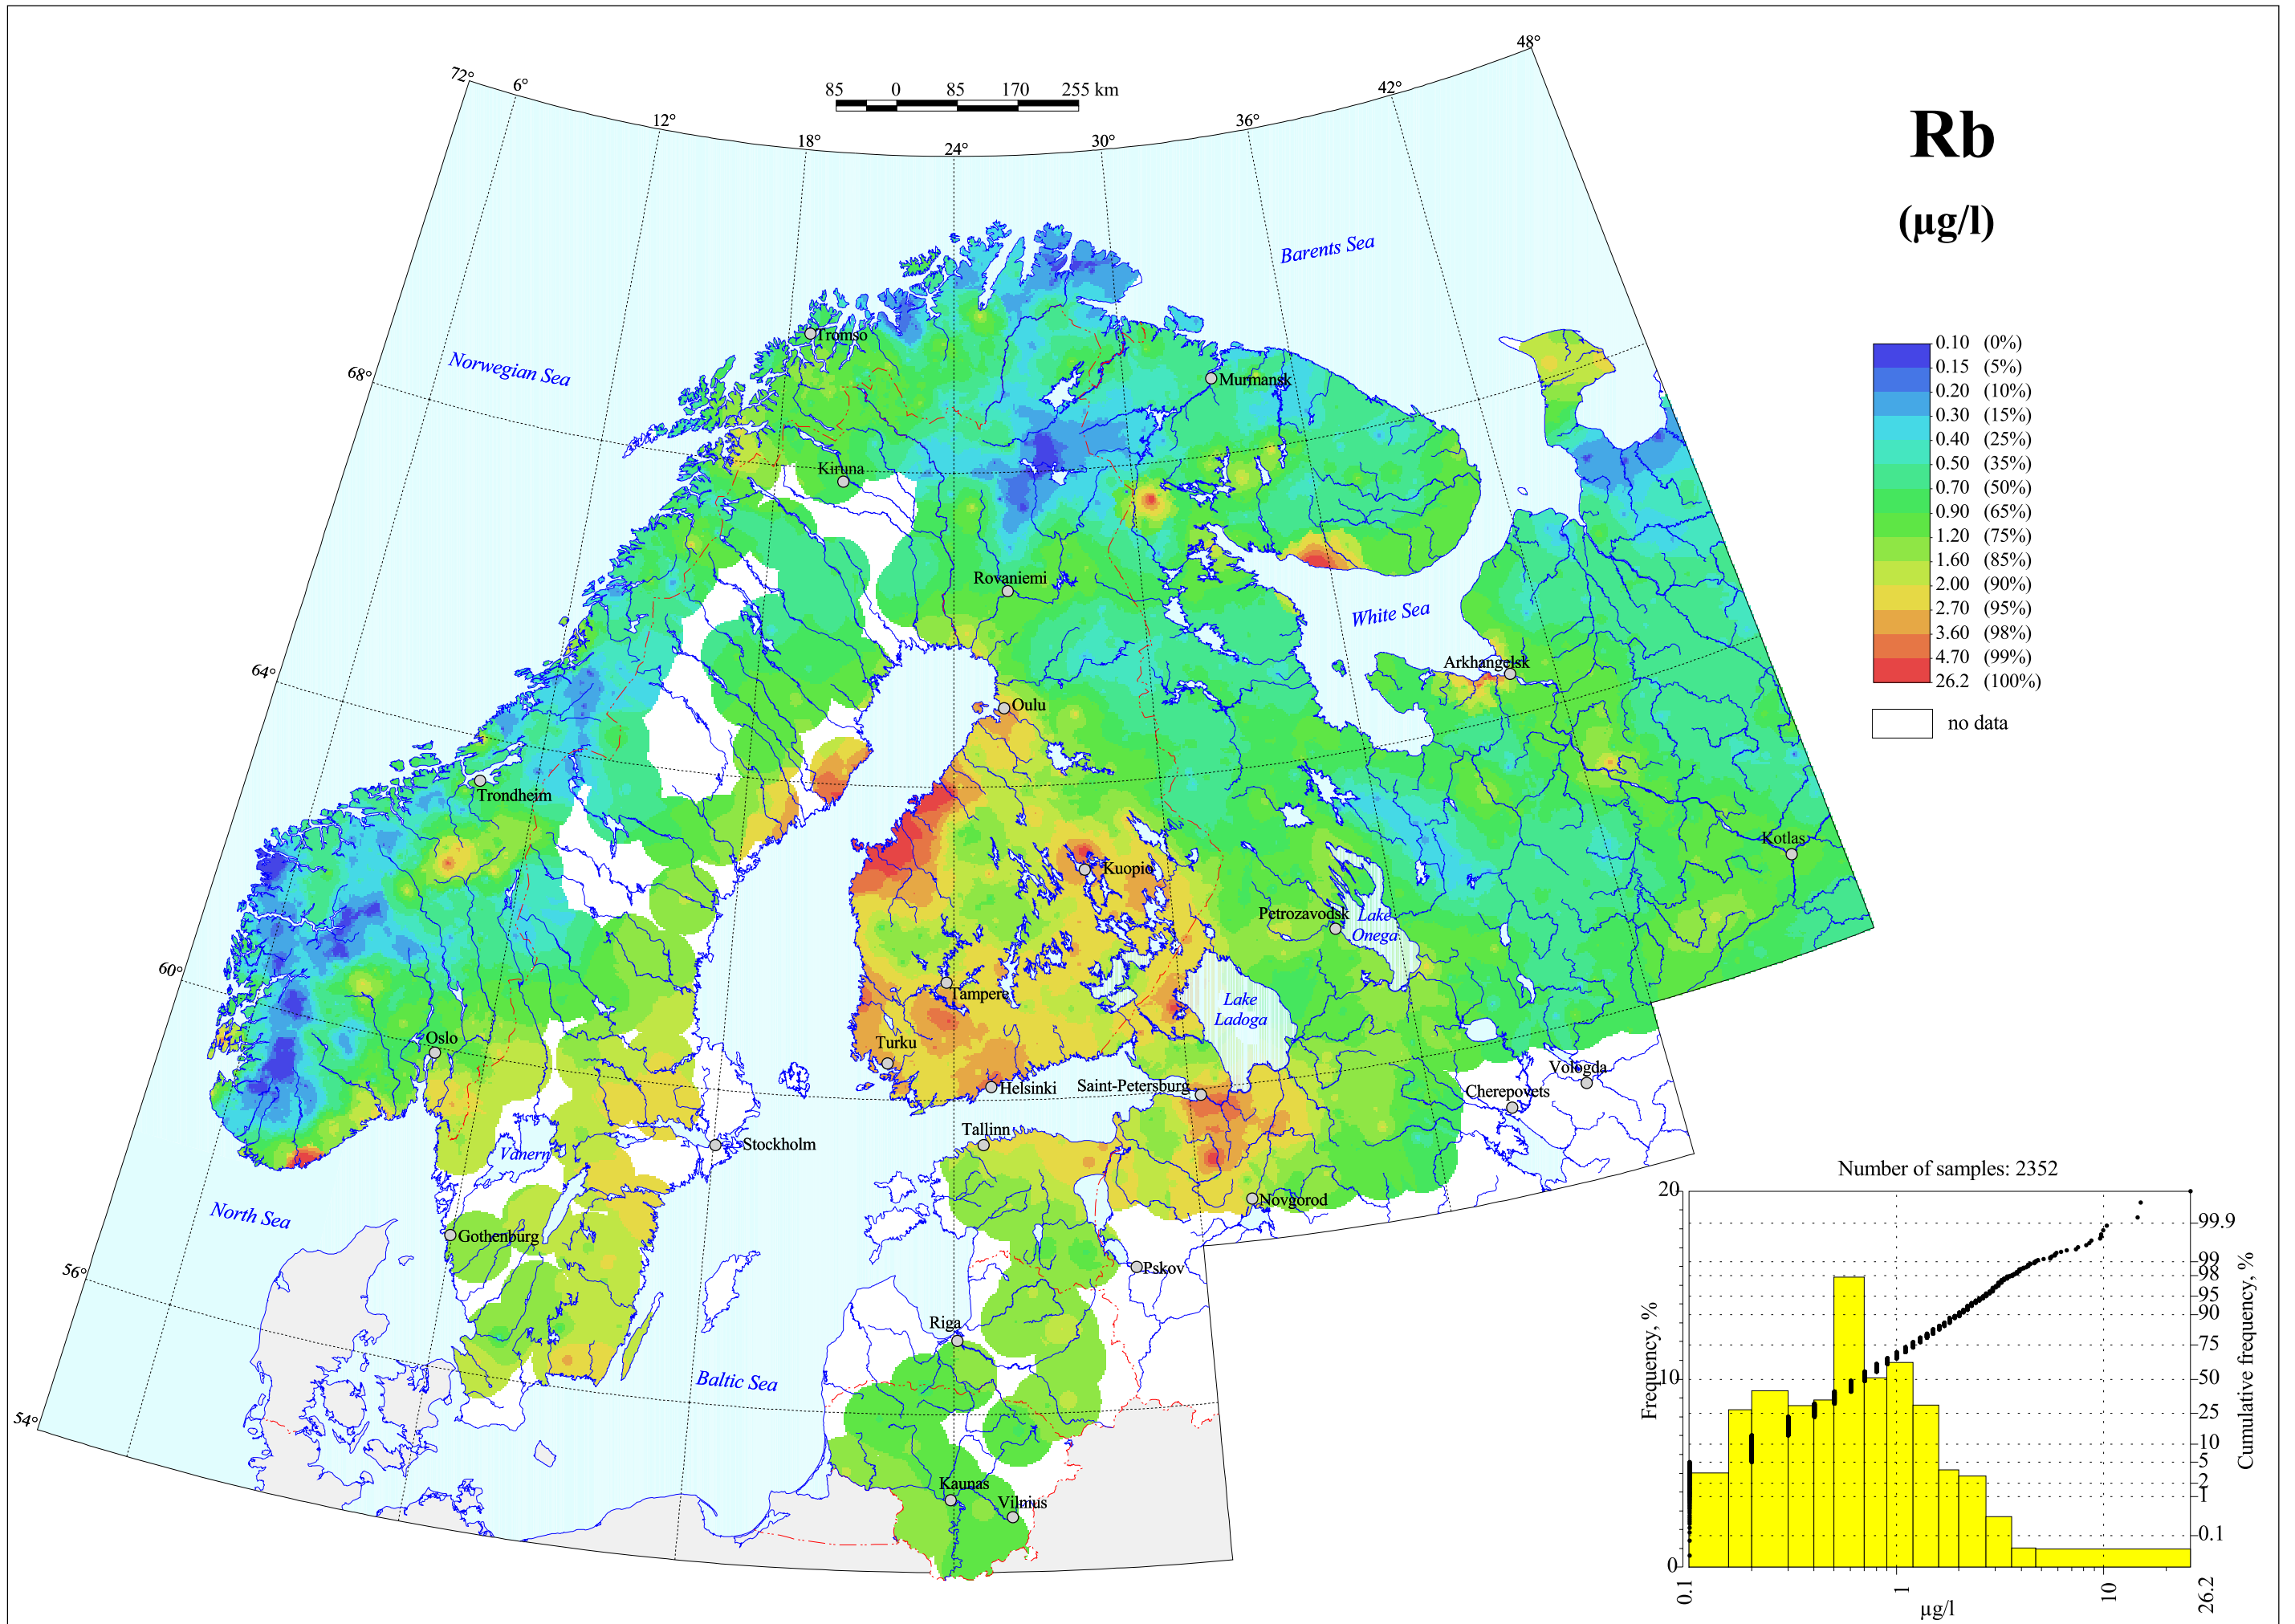 48°
72°
6°
42°
85 0 85 170 255 km
12°
36°
18°
30°
24°
Rb
(µg/l)
Barents Sea
Tromso
Norwegian Sea
68°
Murmansk
Kiruna
Rovaniemi
White Sea
Arkhangelsk
64°
Oulu
Trondheim
Kotlas
Kuopio
Petrozavodsk
Lake
Onega
60°
Tampere
Lake
Ladoga
Oslo
Turku
Vologda
Helsinki
Saint-Petersburg
Cherepovets
Tallinn
Stockholm
Vanern
Novgorod
North Sea
Gothenburg
Pskov
56°
Riga
Baltic Sea
54°
Kaunas
Vilnius
0.10 (0%)
0.15 (5%)
0.20 (10%)
0.30 (15%)
0.40 (25%)
0.50 (35%)
0.70 (50%)
0.90 (65%)
1.20 (75%)
1.60 (85%)
2.00 (90%)
2.70 (95%)
3.60 (98%)
4.70 (99%)
26.2 (100%)
no data
Number of samples: 2352
20
10
0
Frequency, %
99.9
99
98
95
90
75
50
25
10
5
2
1
0.1
Cumulative frequency, %
0.1
1
10
26.2
µg/l